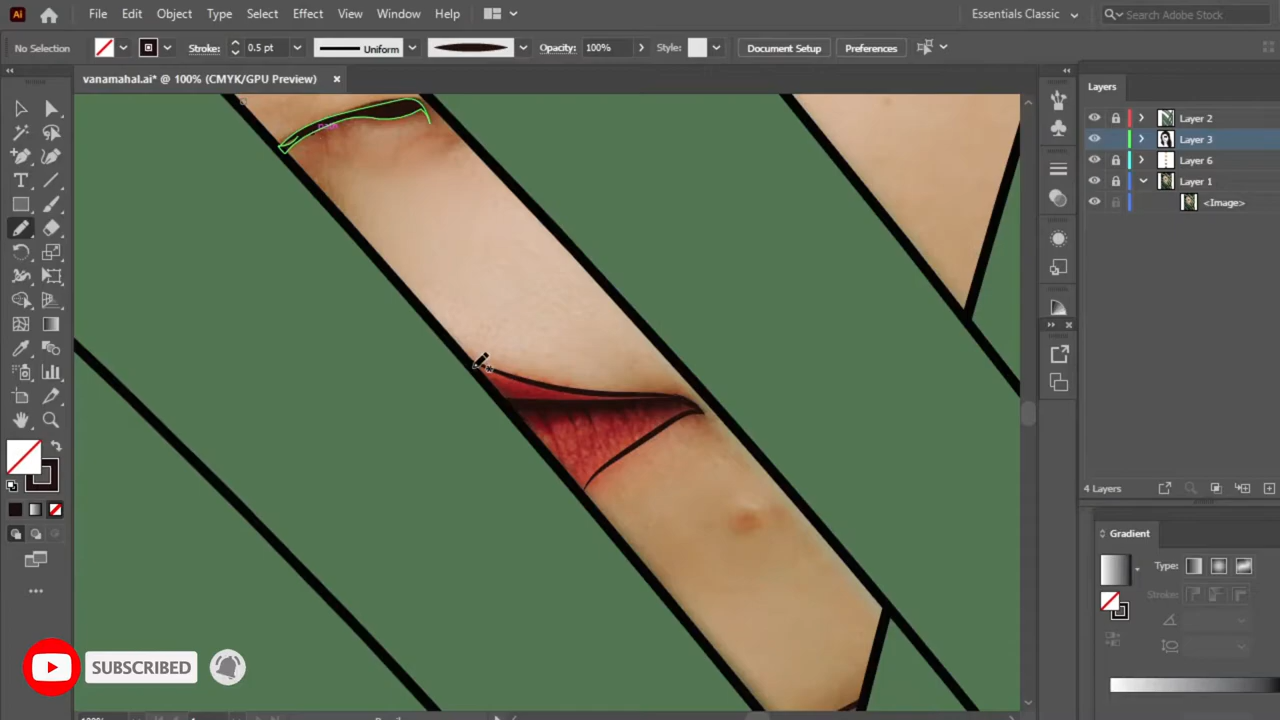 Ai File Edit Object Type Select Effect View Window Help Essentials Classic Search Adobe Stock
No Selection Stroke: 0.5 pt Uniform Opacity: 100% Style: Document Setup Preferences
vanamahal.ai* @ 100% (CMYK/GPU Preview)
Layers
Layer 2
Layer 3
Layer 6
Layer 1
<Image>
4 Layers
Gradient
Type:
Stroke:
SUBSCRIBED